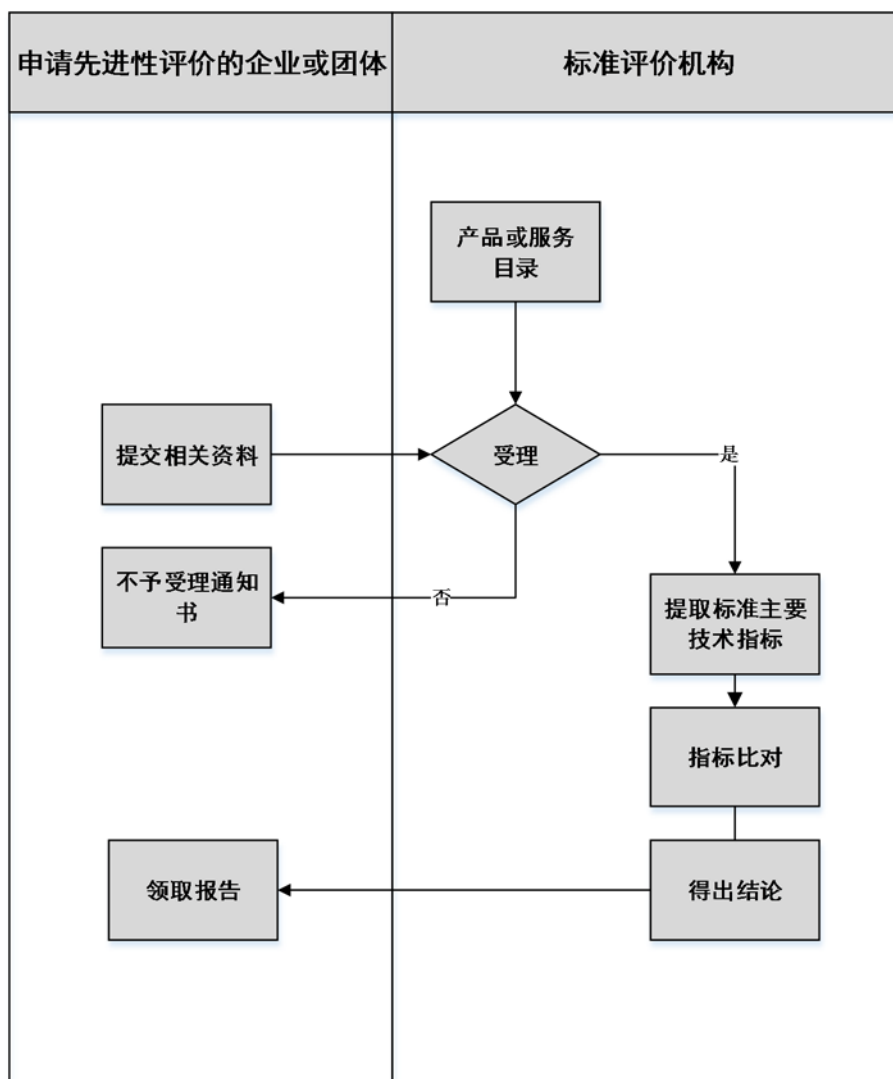 申请先进性评价的企业或团体
标准评价机构
产品或服务
目录
提交相关资料
受理
是
不予受理通知
书
否
提取标准主要
技术指标
指标比对
领取报告
得出结论